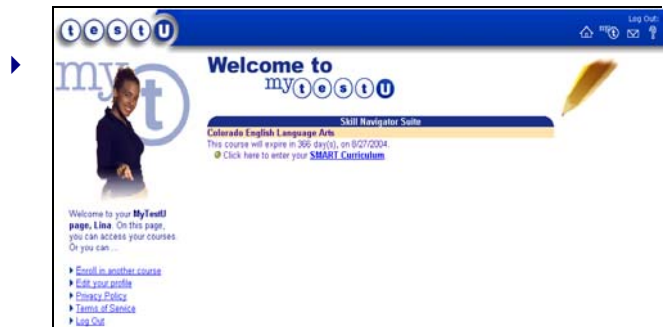 testU
Log Out:
my t
my t
Welcome to
my testU
Skill Navigator Suite
Colorado English Language Arts
This course will expire in 366 day(s), on 8/27/2004.
Click here to enter your SMART Curriculum
Welcome to your MyTestU
page, Lina. On this page,
you can access your courses.
Or you can ...
Enroll in another course
Edit your profile
Privacy Policy
Terms of Service
Log Out